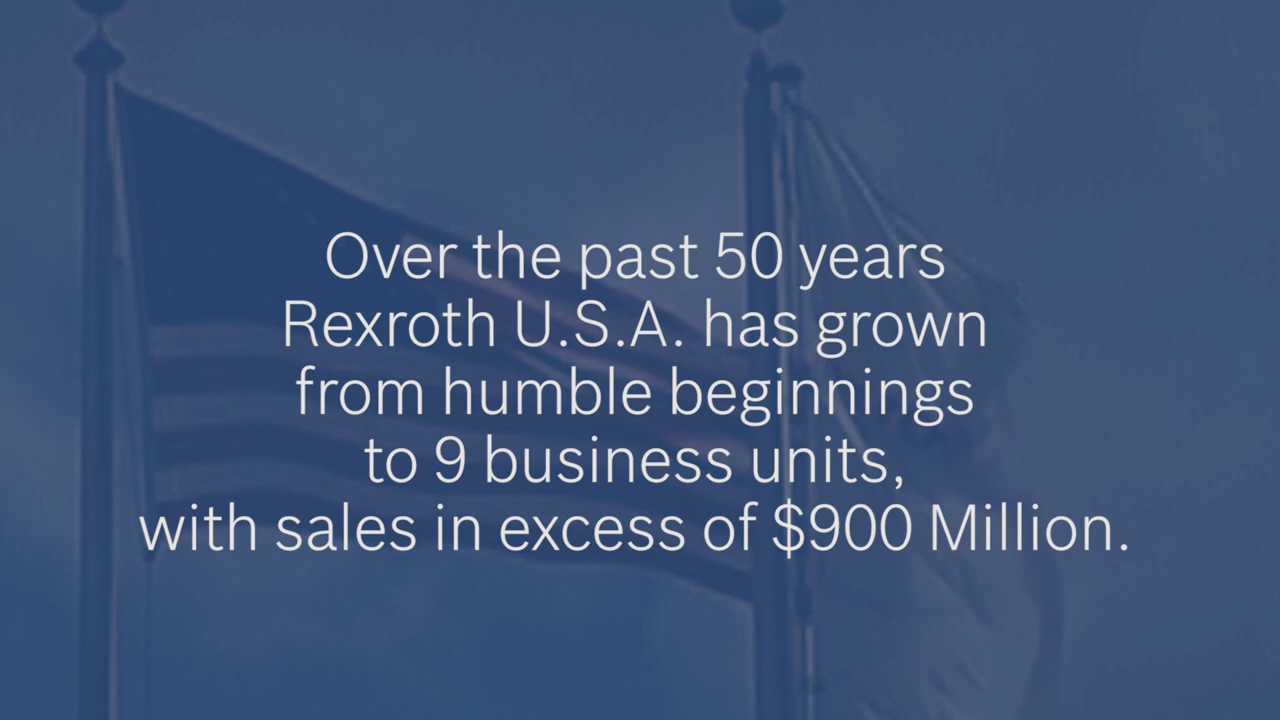 Over the past 50 years
Rexroth U.S.A. has grown
from humble beginnings
to 9 business units,
with sales in excess of $900 Million.